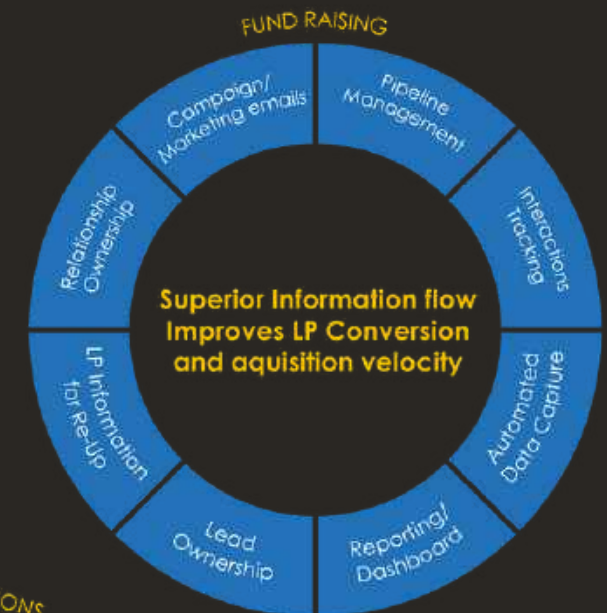 FUND RAISING
Campaign/
Marketing emails
Pipeline
Management
Interactions
Tracking
Automated
Data Capture
Reporting/
Dashboard
Lead
Ownership
LP Information
for Re-Up
Relationship
Ownership
Superior Information flow
Improves LP Conversion
and aquisition velocity